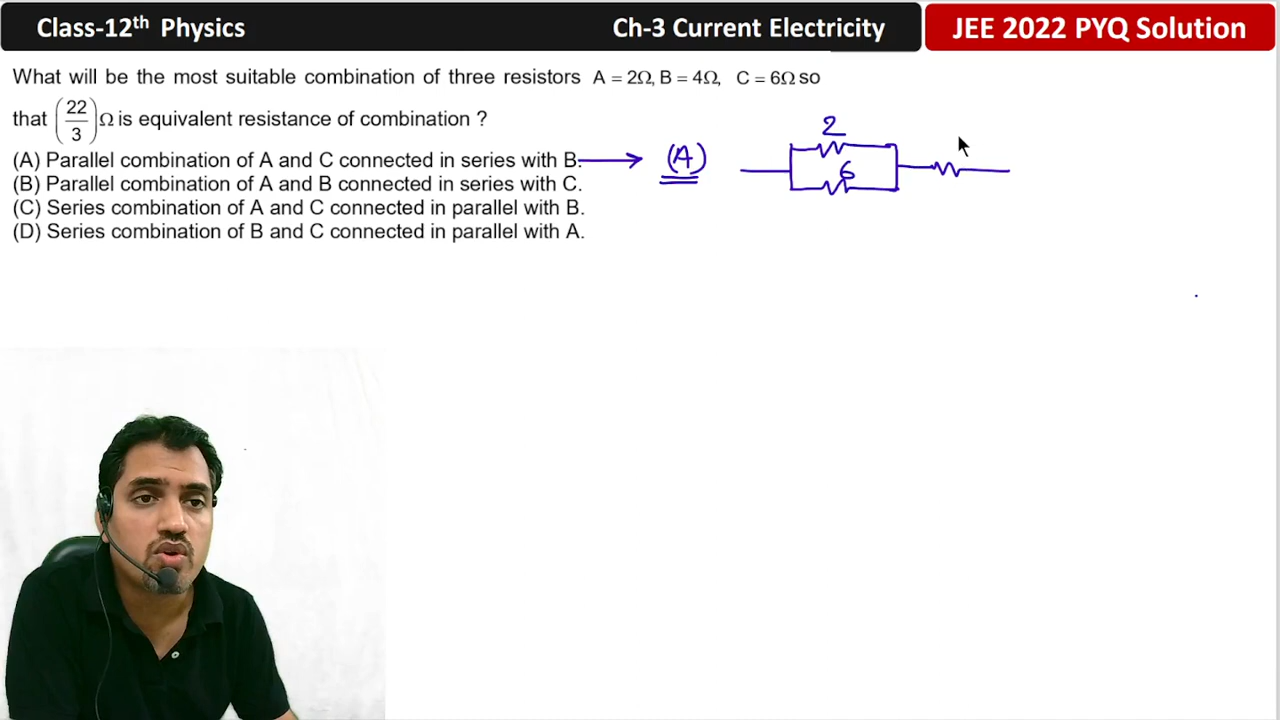 Class-12th Physics
Ch-3 Current Electricity
JEE 2022 PYQ Solution
What will be the most suitable combination of three resistors A = 2Ω, B = 4Ω, C = 6Ω so
that (22/3)Ω is equivalent resistance of combination ?
(A) Parallel combination of A and C connected in series with B.
(B) Parallel combination of A and B connected in series with C.
(C) Series combination of A and C connected in parallel with B.
(D) Series combination of B and C connected in parallel with A.
(A)
2
6